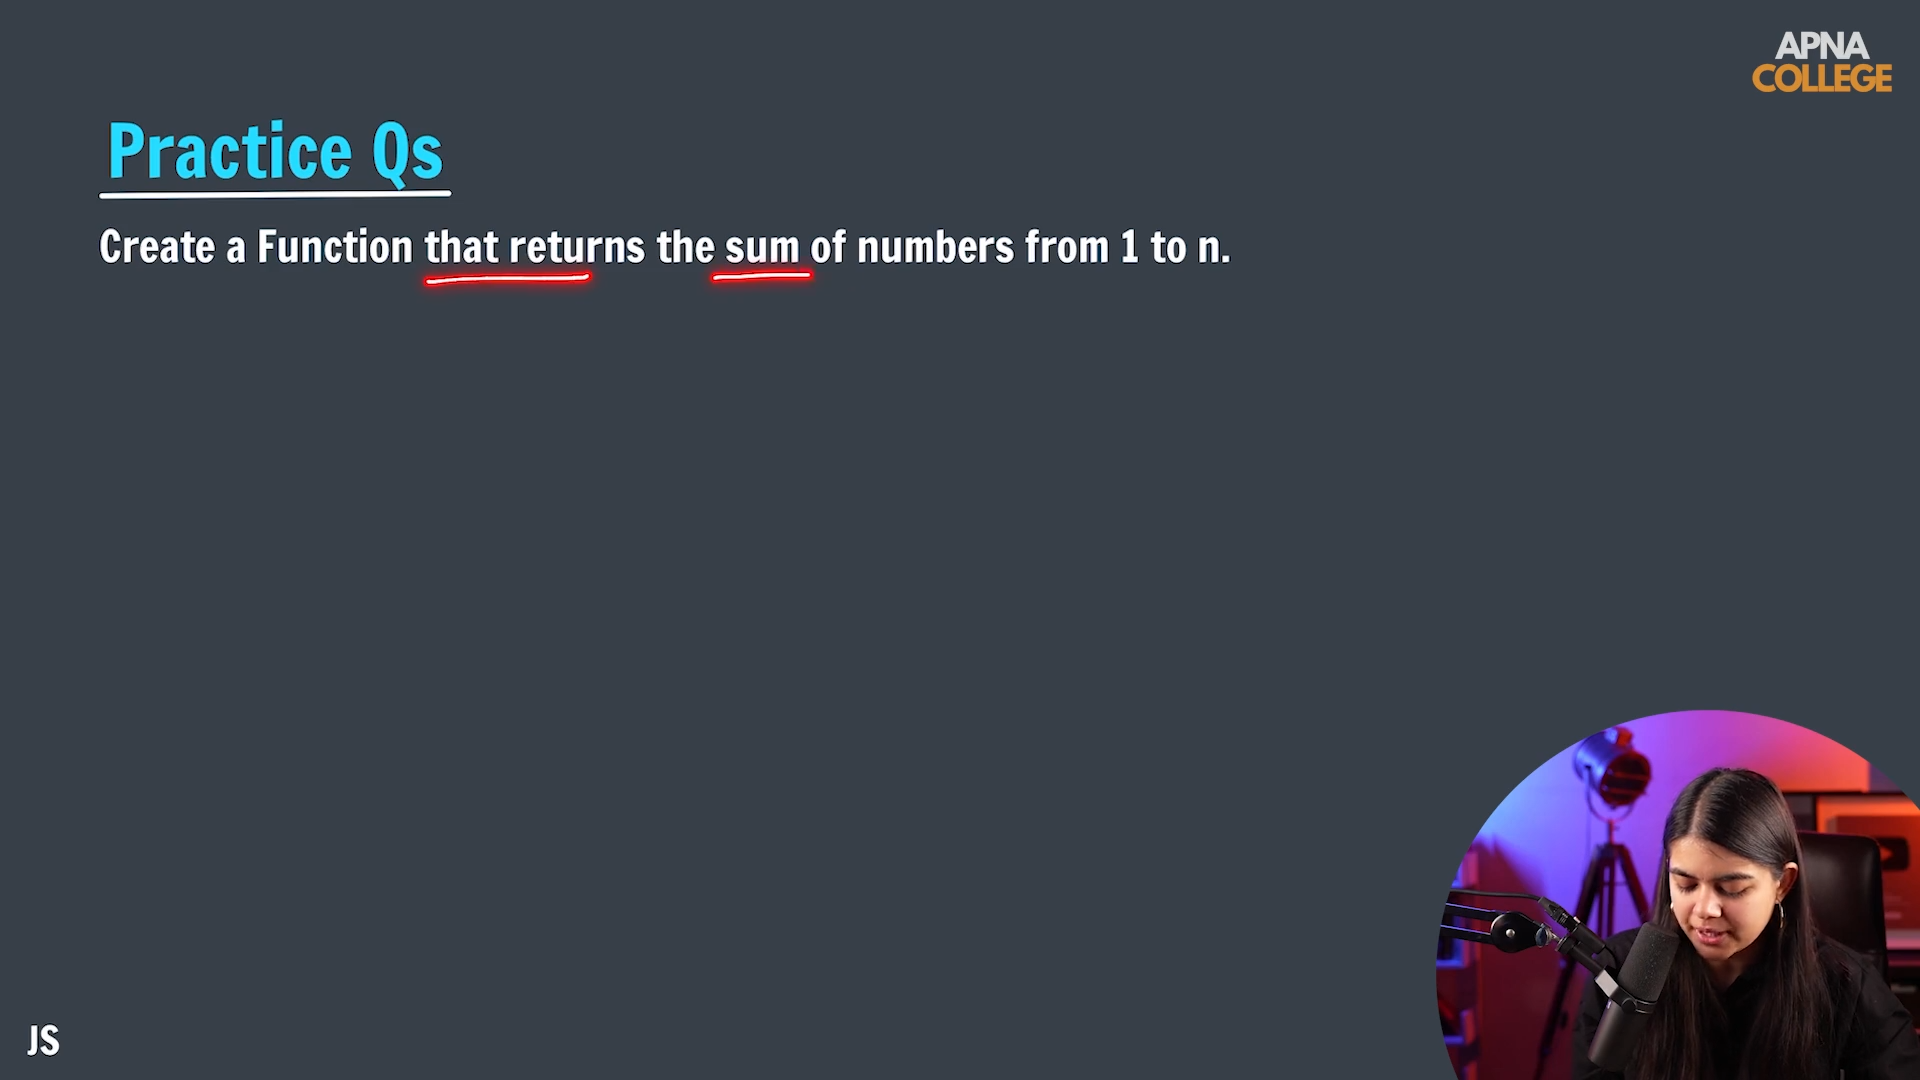 APNA
COLLEGE
Practice Qs
Create a Function that returns the sum of numbers from 1 to n.
JS